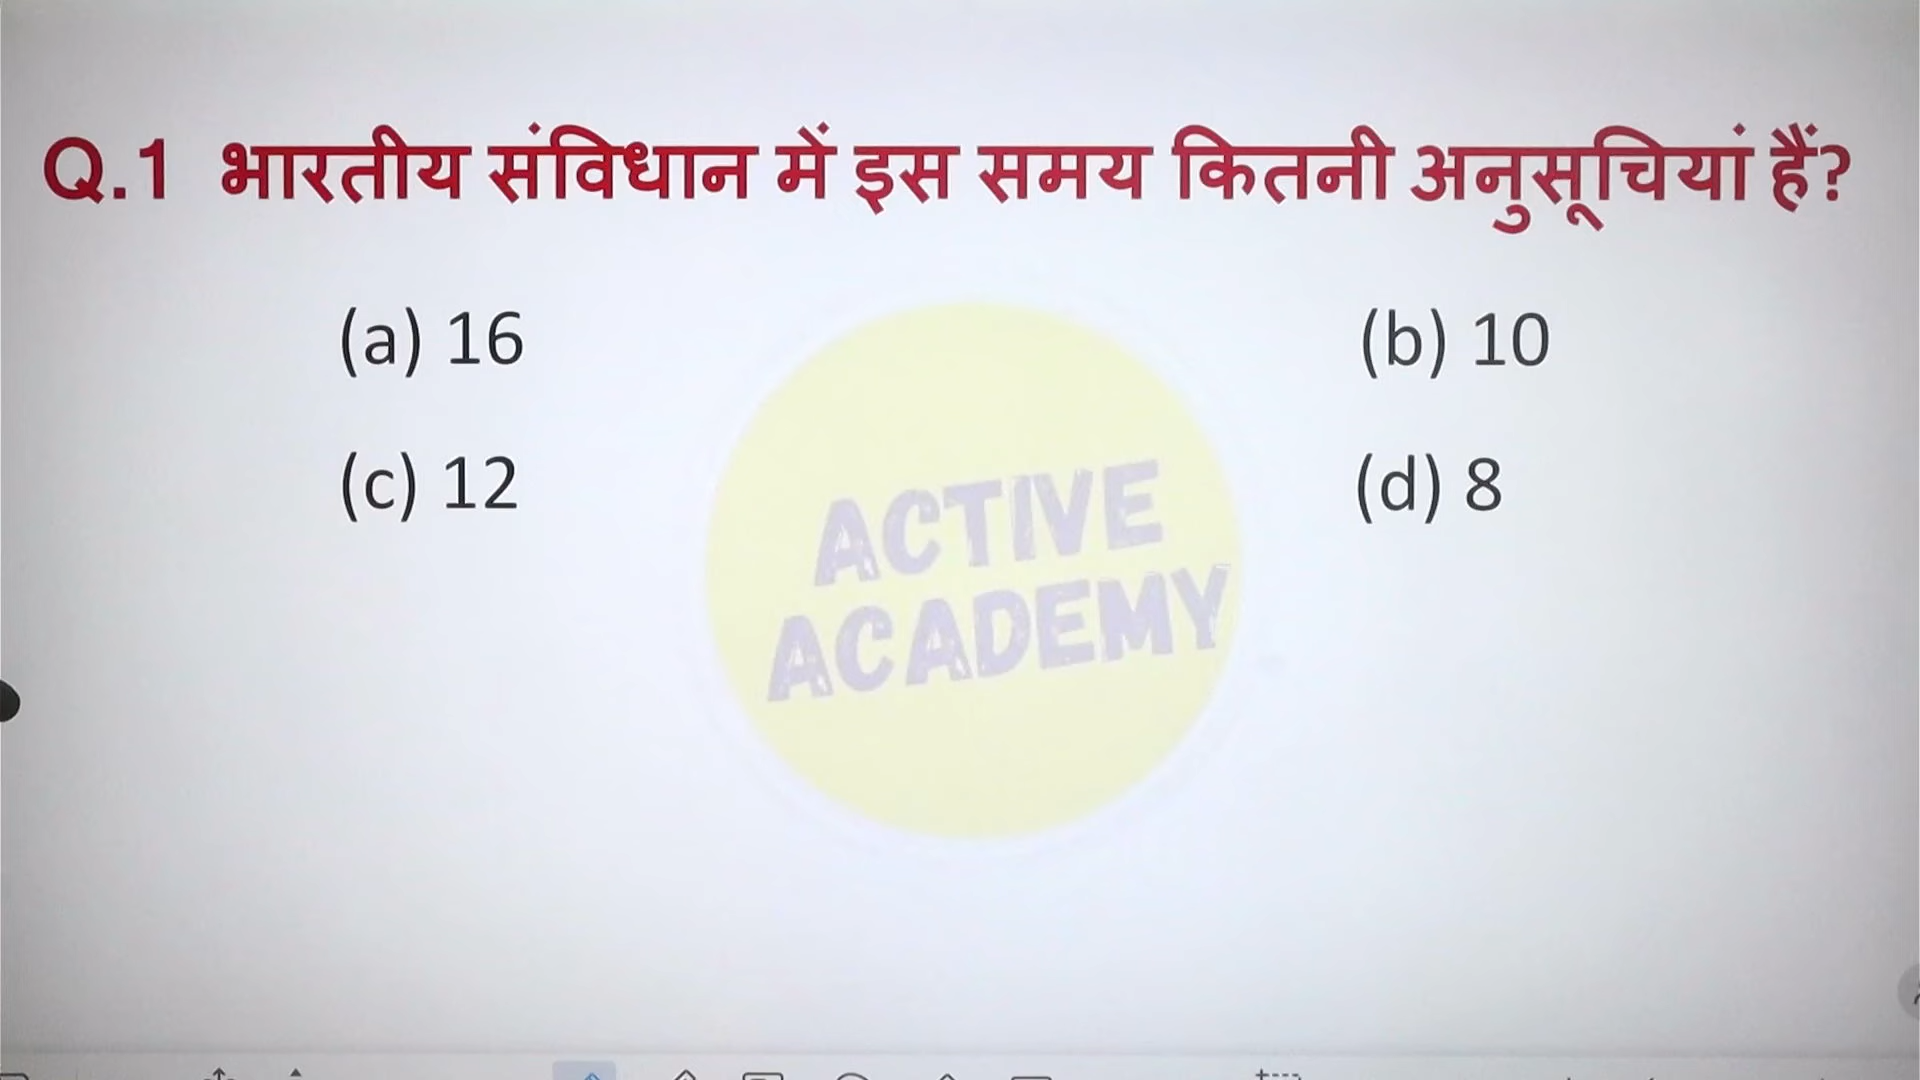 Q.1 भारतीय संविधान में इस समय कितनी अनुसूचियां हैं?
(a) 16
(b) 10
(c) 12
(d) 8
ACTIVE
ACADEMY